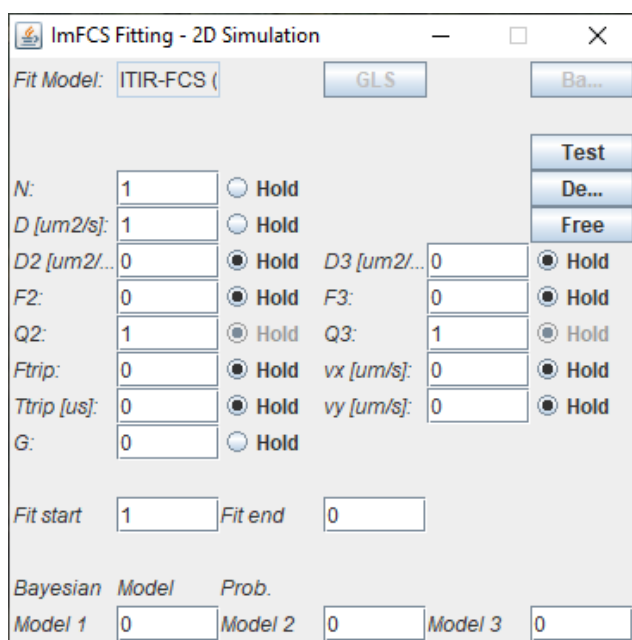 ImFCS Fitting - 2D Simulation
Fit Model: ITIR-FCS ( GLS Ba...
Test
N: 1 Hold De...
D [um2/s]: 1 Hold Free
D2 [um2/... 0 Hold D3 [um2/... 0 Hold
F2: 0 Hold F3: 0 Hold
Q2: 1 Hold Q3: 1 Hold
Ftrip: 0 Hold vx [um/s]: 0 Hold
Ttrip [us]: 0 Hold vy [um/s]: 0 Hold
G: 0 Hold
Fit start 1 Fit end 0
Bayesian Model Prob.
Model 1 0 Model 2 0 Model 3 0